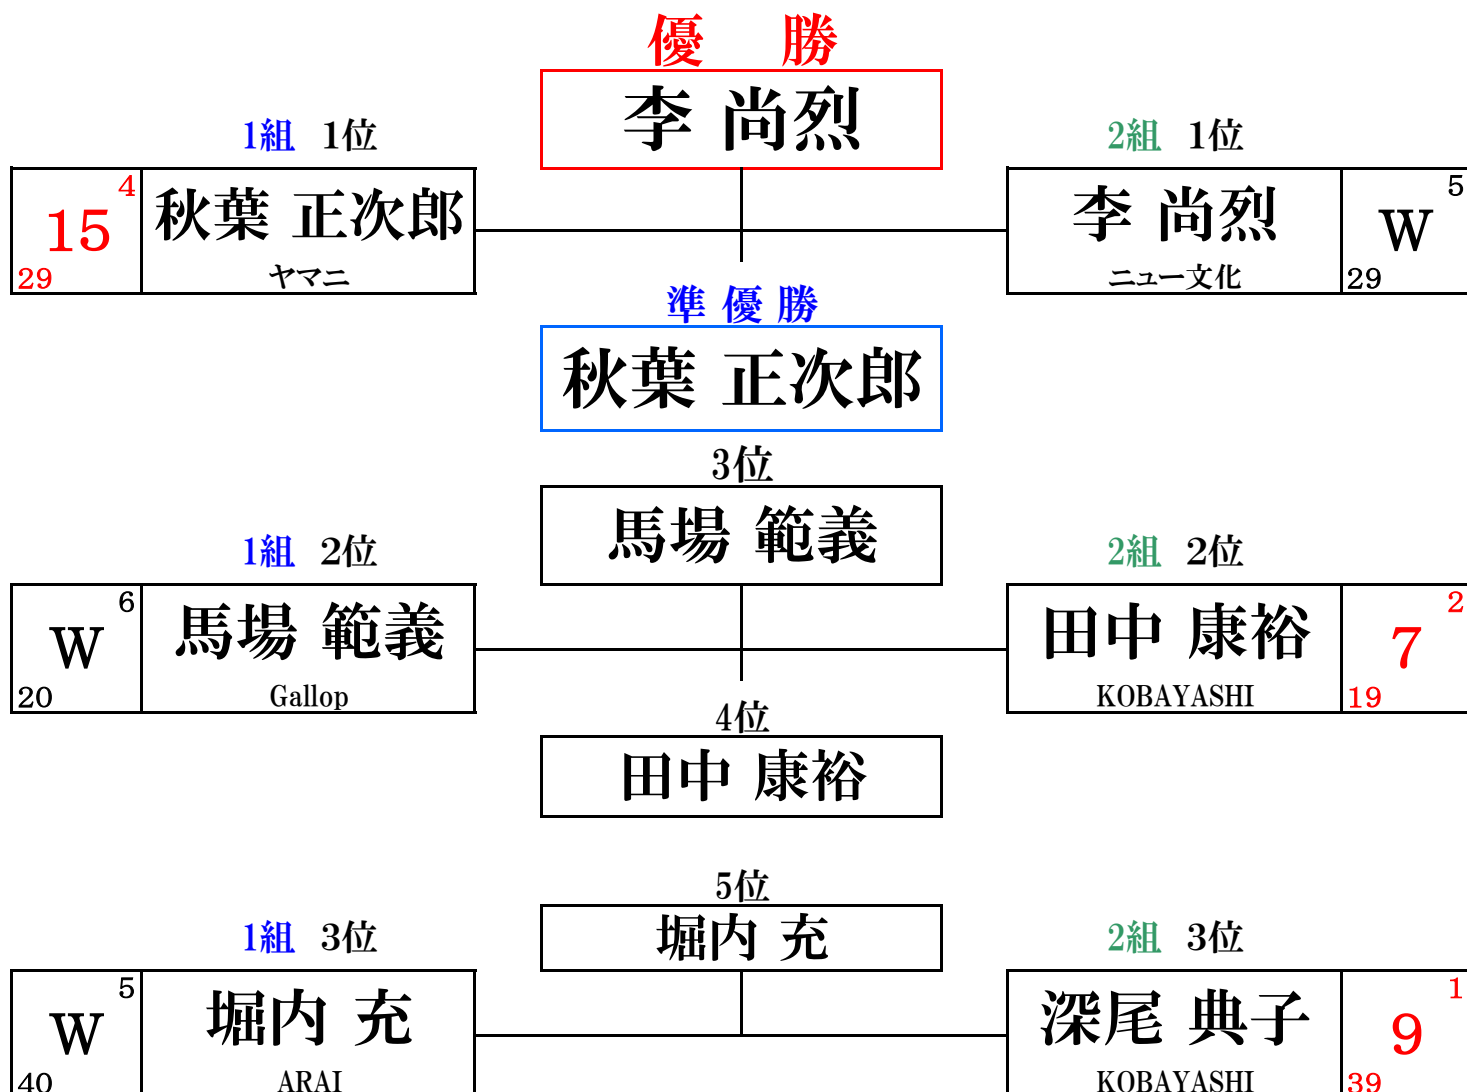 優 勝
李 尚烈
1組 1位
2組 1位
4
15
29
秋葉 正次郎
ヤマニ
李 尚烈
ニュー文化
5
W
29
準 優 勝
秋葉 正次郎
3位
馬場 範義
1組 2位
2組 2位
6
W
20
馬場 範義
Gallop
田中 康裕
KOBAYASHI
2
7
19
4位
田中 康裕
5位
堀内 充
1組 3位
2組 3位
5
W
40
堀内 充
ARAI
深尾 典子
KOBAYASHI
1
9
39